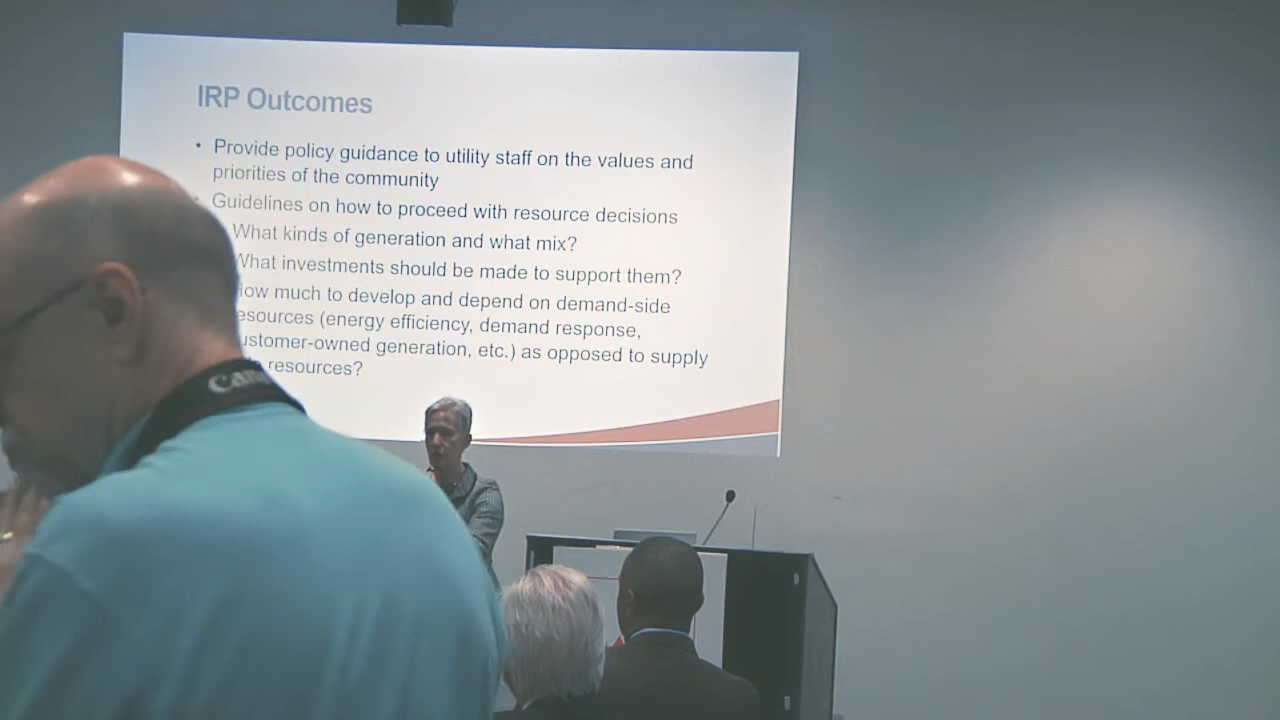 IRP Outcomes
• Provide policy guidance to utility staff on the values and
priorities of the community
Guidelines on how to proceed with resource decisions
What kinds of generation and what mix?
What investments should be made to support them?
ow much to develop and depend on demand-side
esources (energy efficiency, demand response,
ustomer-owned generation, etc.) as opposed to supply
resources?